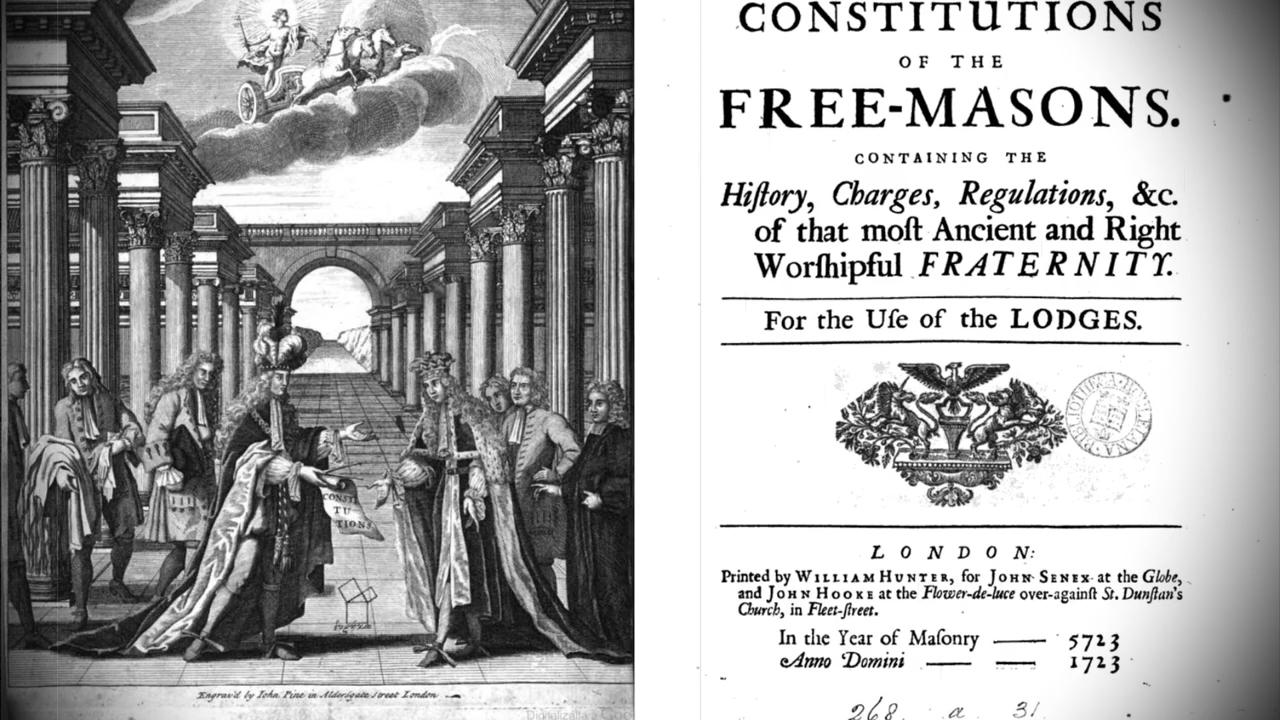 CONSTI
TU
TIONS
Engrav'd by Iohn Pine in Aldersgate street London
CONSTITUTIONS
OF THE
FREE-MASONS.
CONTAINING THE
Hiſtory, Charges, Regulations, &c.
of that moſt Ancient and Right
Worſhipful FRATERNITY.
For the Uſe of the LODGES.
LONDON:
Printed by WILLIAM HUNTER, for JOHN SENEX at the Globe,
and JOHN HOOKE at the Flower-de-luce over-againſt St. Dunſtan's
Church, in Fleet-ſtreet.
In the Year of Maſonry —— 5723
Anno Domini —— —— 1723
268. a 31